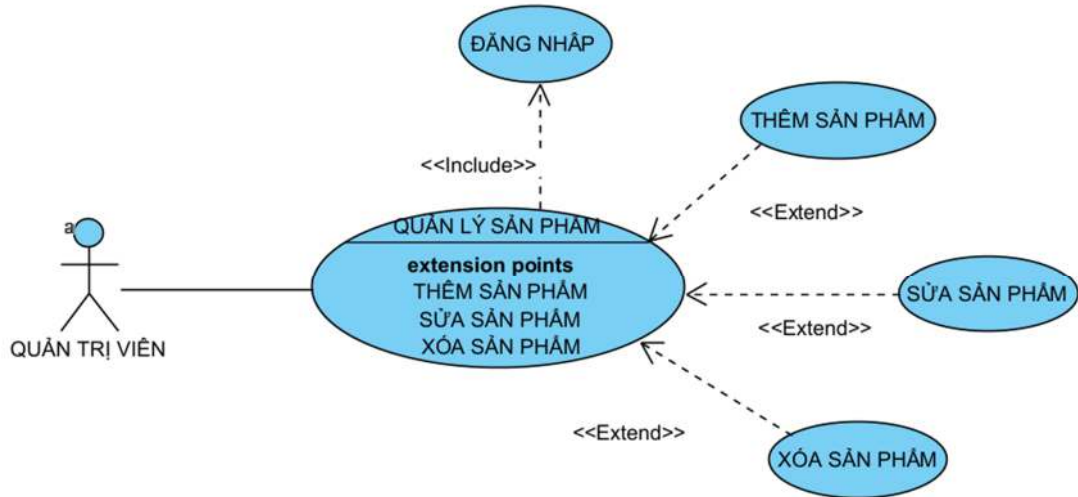 ĐĂNG NHẬP
THÊM SẢN PHẨM
<<Include>>
<<Extend>>
QUẢN LÝ SẢN PHẨM
a
extension points
THÊM SẢN PHẨM
SỬA SẢN PHẨM
XÓA SẢN PHẨM
SỬA SẢN PHẨM
<<Extend>>
QUẢN TRỊ VIÊN
<<Extend>>
XÓA SẢN PHẨM